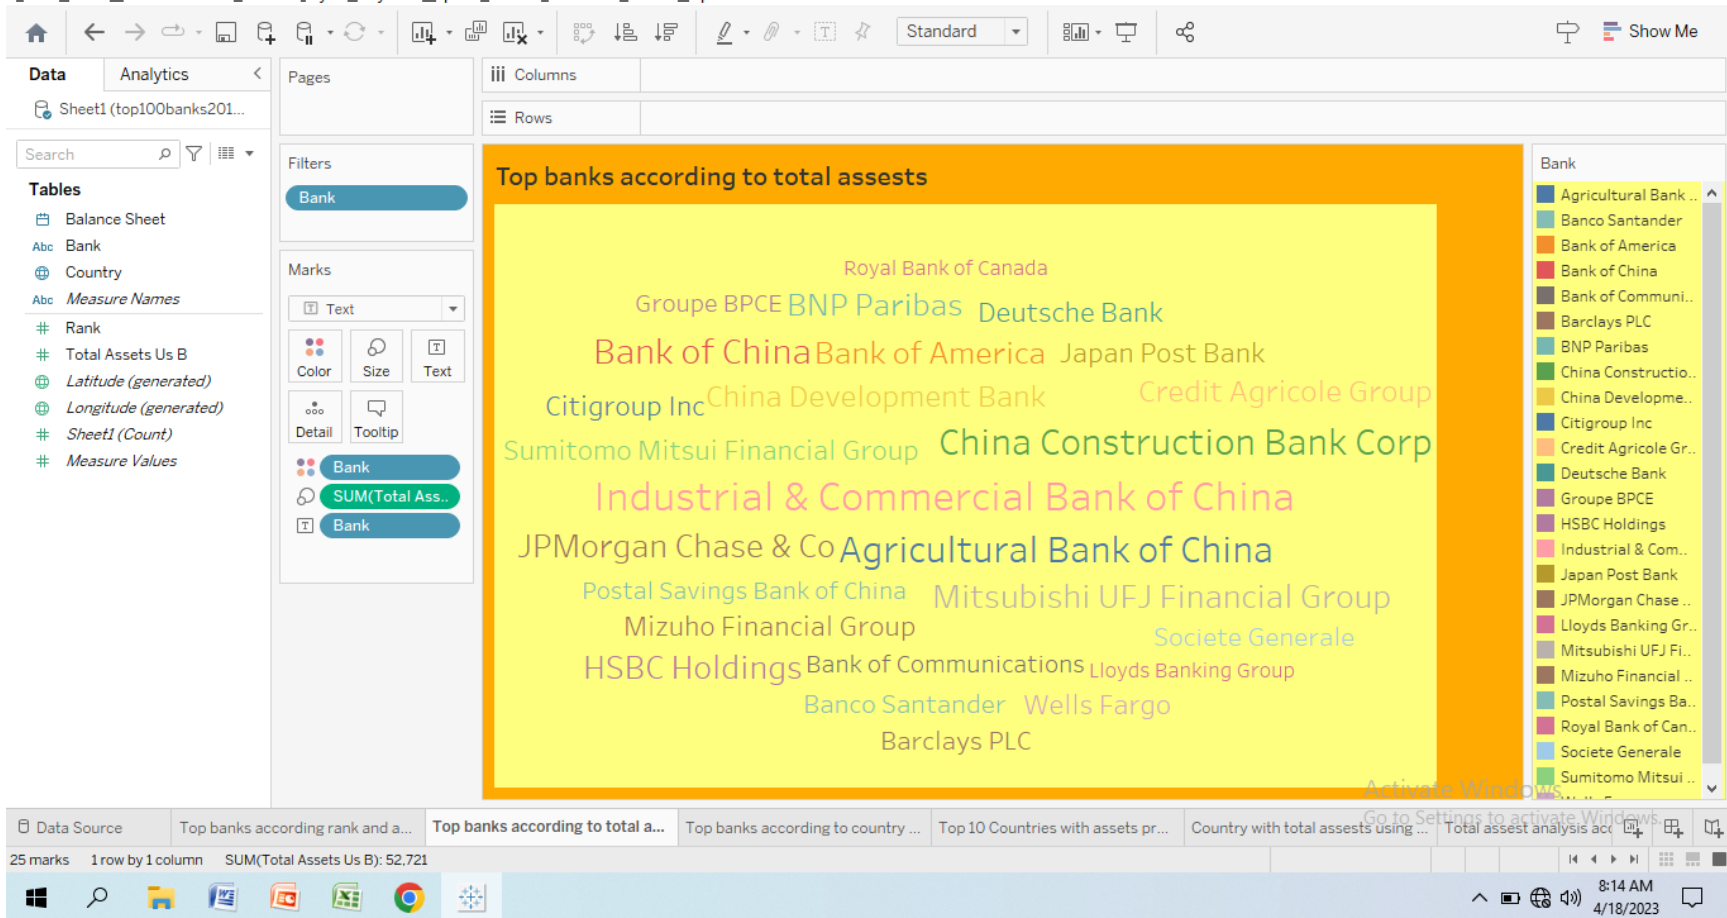 Standard
Show Me
Data
Analytics
Pages
Columns
Sheet1 (top100banks201...
Rows
Search
Filters
Bank
Tables
Balance Sheet
Abc Bank
Country
Abc Measure Names
# Rank
# Total Assets Us B
Latitude (generated)
Longitude (generated)
# Sheet1 (Count)
# Measure Values
Marks
T Text
Color Size Text
Detail Tooltip
Bank
SUM(Total Ass..
T Bank
Top banks according to total assests
Royal Bank of Canada
Groupe BPCE BNP Paribas Deutsche Bank
Bank of China Bank of America Japan Post Bank
Citigroup Inc China Development Bank Credit Agricole Group
Sumitomo Mitsui Financial Group China Construction Bank Corp
Industrial & Commercial Bank of China
JPMorgan Chase & Co Agricultural Bank of China
Postal Savings Bank of China Mitsubishi UFJ Financial Group
Mizuho Financial Group Societe Generale
HSBC Holdings Bank of Communications Lloyds Banking Group
Banco Santander Wells Fargo
Barclays PLC
Bank
Agricultural Bank ..
Banco Santander
Bank of America
Bank of China
Bank of Communi..
Barclays PLC
BNP Paribas
China Constructio..
China Developme..
Citigroup Inc
Credit Agricole Gr..
Deutsche Bank
Groupe BPCE
HSBC Holdings
Industrial & Com..
Japan Post Bank
JPMorgan Chase ..
Lloyds Banking Gr..
Mitsubishi UFJ Fi..
Mizuho Financial ..
Postal Savings Ba..
Royal Bank of Can..
Societe Generale
Sumitomo Mitsui ..
Activate Windows
Go to Settings to activate Windows.
Data Source
Top banks according rank and a...
Top banks according to total a...
Top banks according to country ...
Top 10 Countries with assets pr...
Country with total assests using ...
Total assest analysis acc
25 marks 1 row by 1 column SUM(Total Assets Us B): 52,721
8:14 AM
4/18/2023